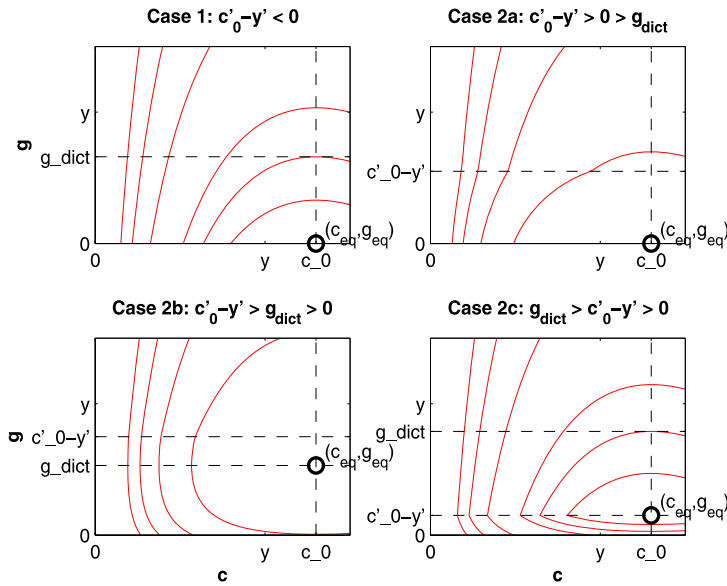 Case 1: c'_0-y' < 0
y
g
g_dict
0
(c_eq,g_eq)
0
y
c_0
Case 2a: c'_0-y' > 0 > g_dict
y
c'_0-y'
0
(c_eq,g_eq)
0
y
c_0
Case 2b: c'_0-y' > g_dict > 0
y
c'_0-y'
g
g_dict
0
(c_eq,g_eq)
0
y
c_0
c
Case 2c: g_dict > c'_0-y' > 0
y
g_dict
c'_0-y'
0
(c_eq,g_eq)
0
y
c_0
c